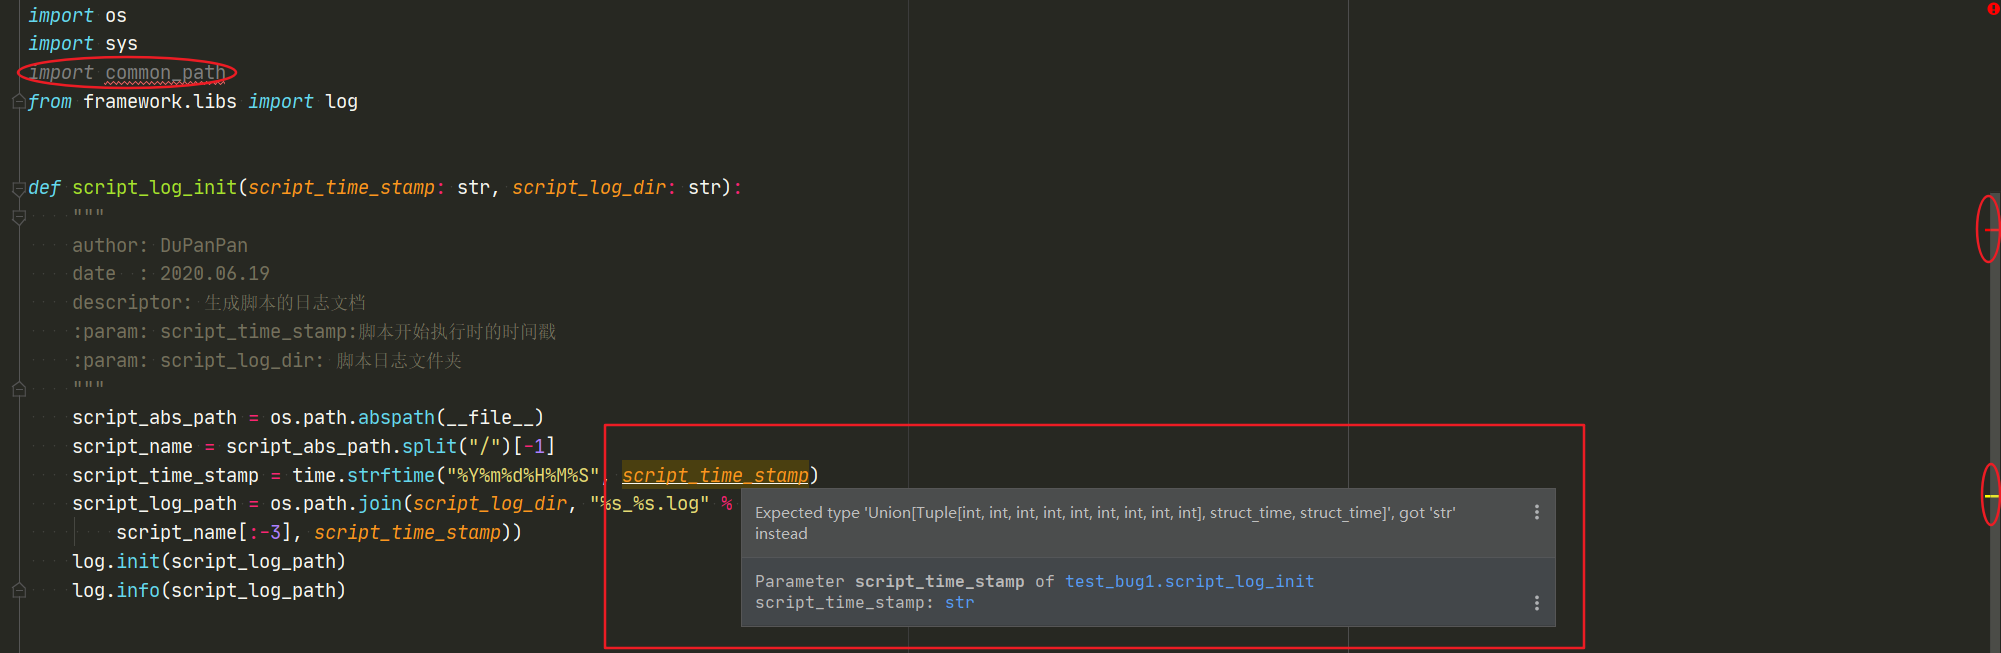 import os
import sys
import common_path
from framework.libs import log
def script_log_init(script_time_stamp: str, script_log_dir: str):
"""
author: DuPanPan
date  : 2020.06.19
descriptor: 生成脚本的日志文档
:param: script_time_stamp:脚本开始执行时的时间戳
:param: script_log_dir: 脚本日志文件夹
"""
script_abs_path = os.path.abspath(__file__)
script_name = script_abs_path.split("/")[-1]
script_time_stamp = time.strftime("%Y%m%d%H%M%S", script_time_stamp)
script_log_path = os.path.join(script_log_dir, "%s_%s.log" %
script_name[:-3], script_time_stamp))
log.init(script_log_path)
log.info(script_log_path)
Expected type 'Union[Tuple[int, int, int, int, int, int, int, int, int], struct_time, struct_time]', got 'str'
instead
Parameter script_time_stamp of test_bug1.script_log_init
script_time_stamp: str